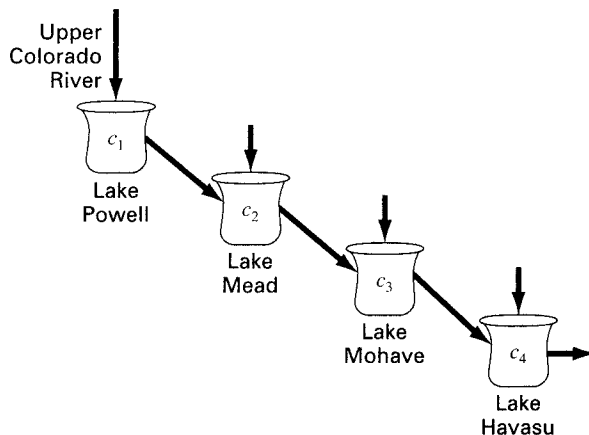 Upper
Colorado
River
c1
Lake
Powell
c2
Lake
Mead
c3
Lake
Mohave
c4
Lake
Havasu